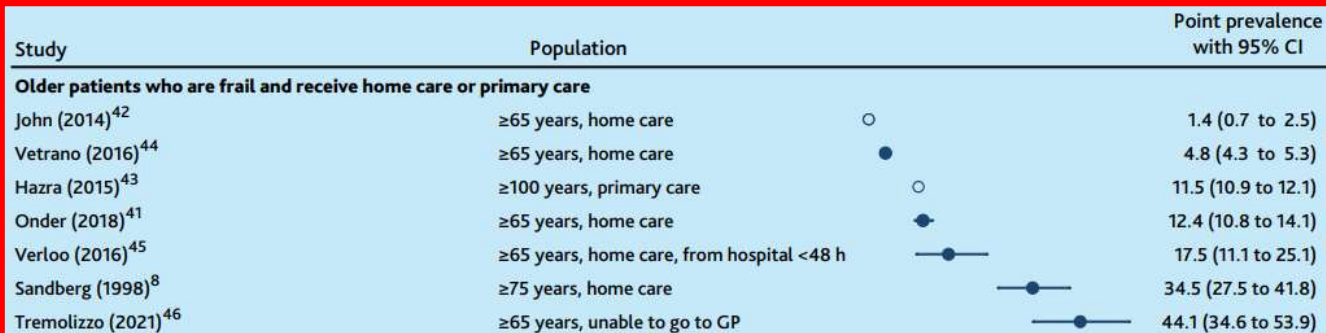 Point prevalence
Study Population with 95% CI
Older patients who are frail and receive home care or primary care
John (2014)42 ≥65 years, home care 1.4 (0.7 to 2.5)
Vetrano (2016)44 ≥65 years, home care 4.8 (4.3 to 5.3)
Hazra (2015)43 ≥100 years, primary care 11.5 (10.9 to 12.1)
Onder (2018)41 ≥65 years, home care 12.4 (10.8 to 14.1)
Verloo (2016)45 ≥65 years, home care, from hospital <48 h 17.5 (11.1 to 25.1)
Sandberg (1998)8 ≥75 years, home care 34.5 (27.5 to 41.8)
Tremolizzo (2021)46 ≥65 years, unable to go to GP 44.1 (34.6 to 53.9)